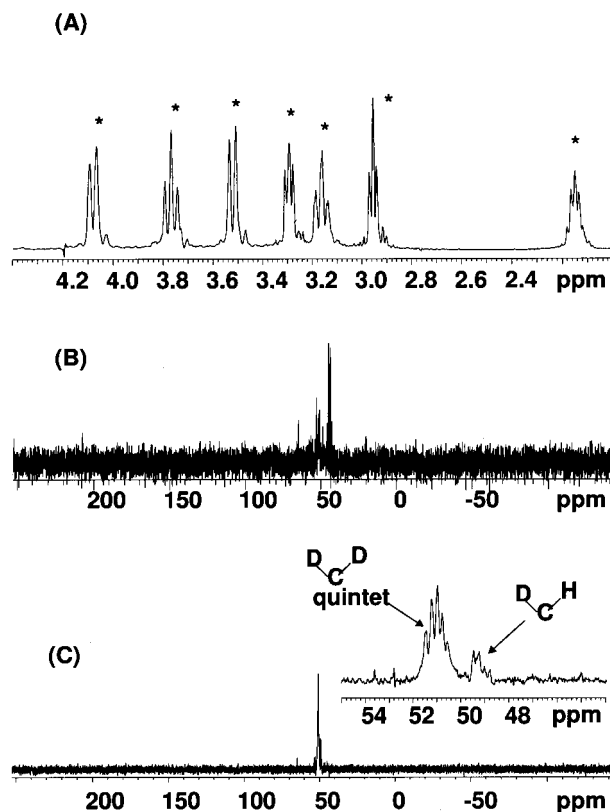 (A)
* * * * * * *
4.2 4.0 3.8 3.6 3.4 3.2 3.0 2.8 2.6 2.4 ppm
(B)
200 150 100 50 0 -50 ppm
D D
C
quintet
D H
C
(C)
54 52 50 48 ppm
200 100 50 0 -50 ppm